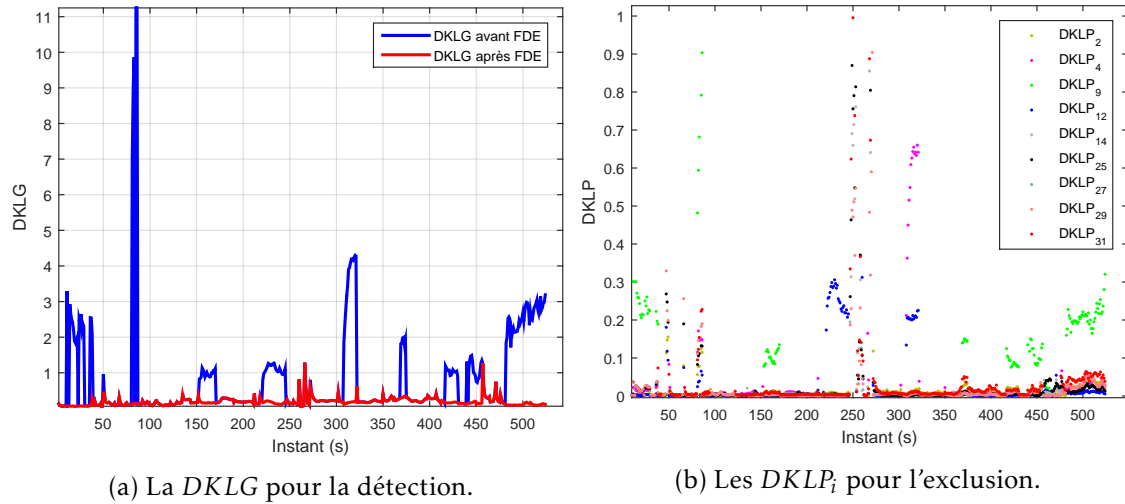 11
10
9
8
7
6
5
4
3
2
1
DKLG
50 100 150 200 250 300 350 400 450 500
Instant (s)
DKLG avant FDE
DKLG après FDE
(a) La DKLG pour la détection.
1
0.9
0.8
0.7
0.6
0.5
0.4
0.3
0.2
0.1
0
DKLP
50 100 150 200 250 300 350 400 450 500
Instant (s)
DKLP2
DKLP4
DKLP9
DKLP12
DKLP14
DKLP25
DKLP27
DKLP29
DKLP31
(b) Les DKLPi pour l'exclusion.